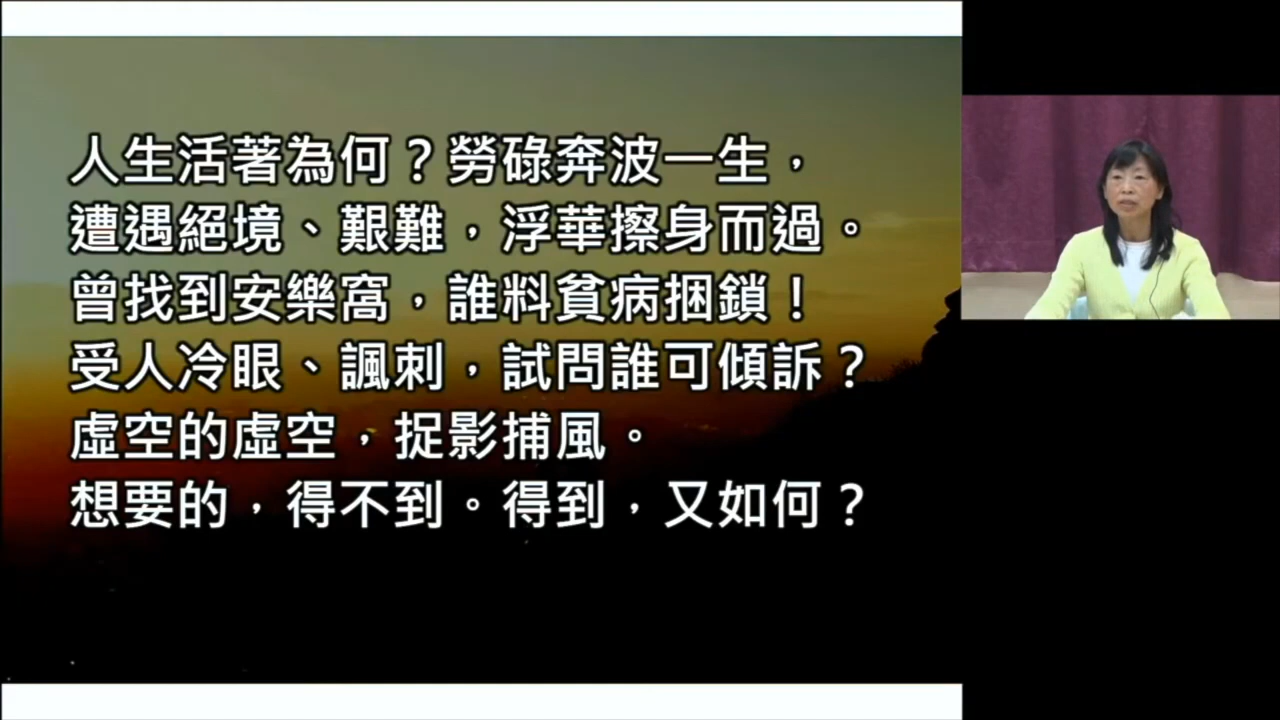 人生活著為何？勞碌奔波一生，
遭遇絕境、艱難，浮華擦身而過。
曾找到安樂窩，誰料貧病捆鎖！
受人冷眼、諷刺，試問誰可傾訴？
虛空的虛空，捉影捕風。
想要的，得不到。得到，又如何？